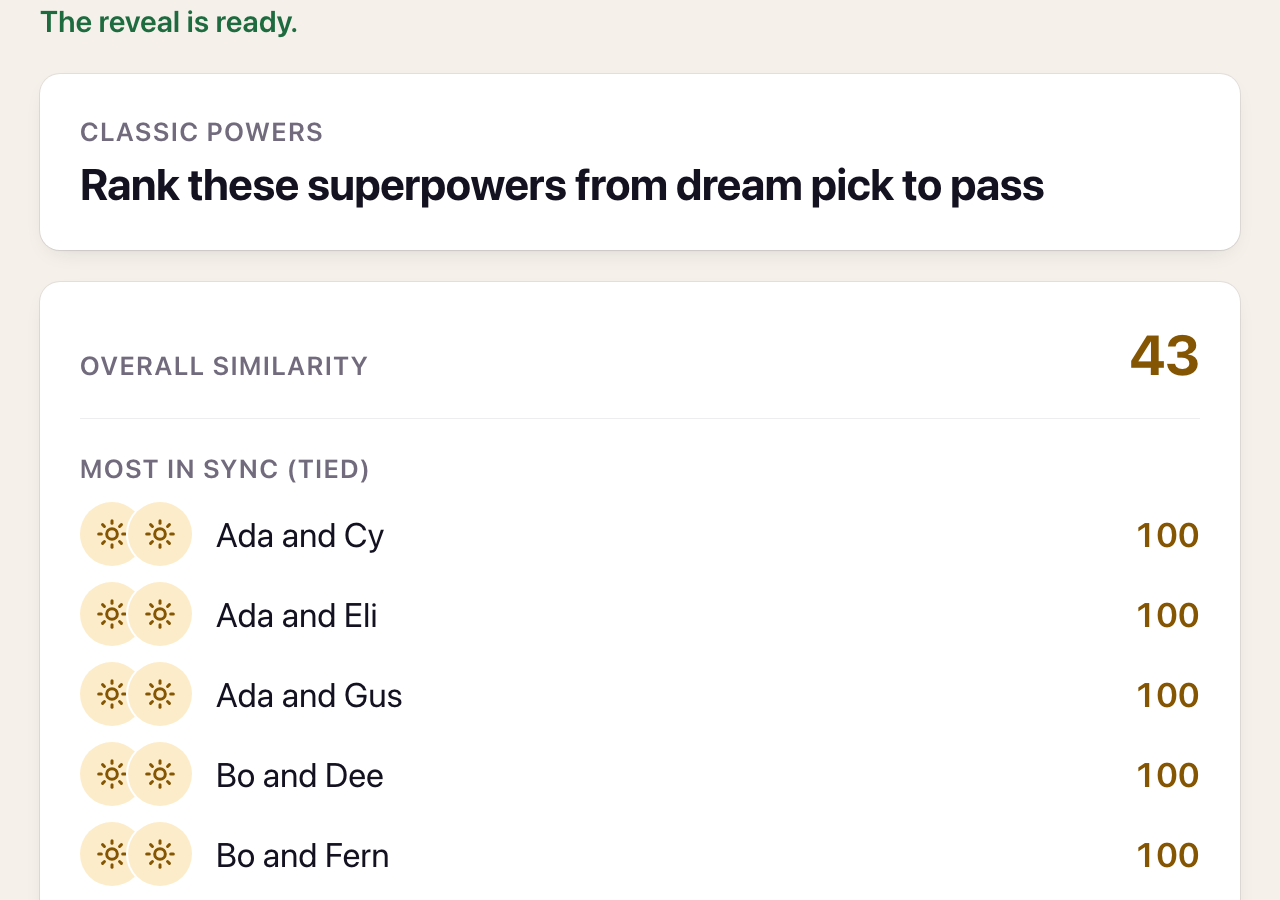 The reveal is ready.
CLASSIC POWERS
Rank these superpowers from dream pick to pass
OVERALL SIMILARITY 43
MOST IN SYNC (TIED)
Ada and Cy 100
Ada and Eli 100
Ada and Gus 100
Bo and Dee 100
Bo and Fern 100